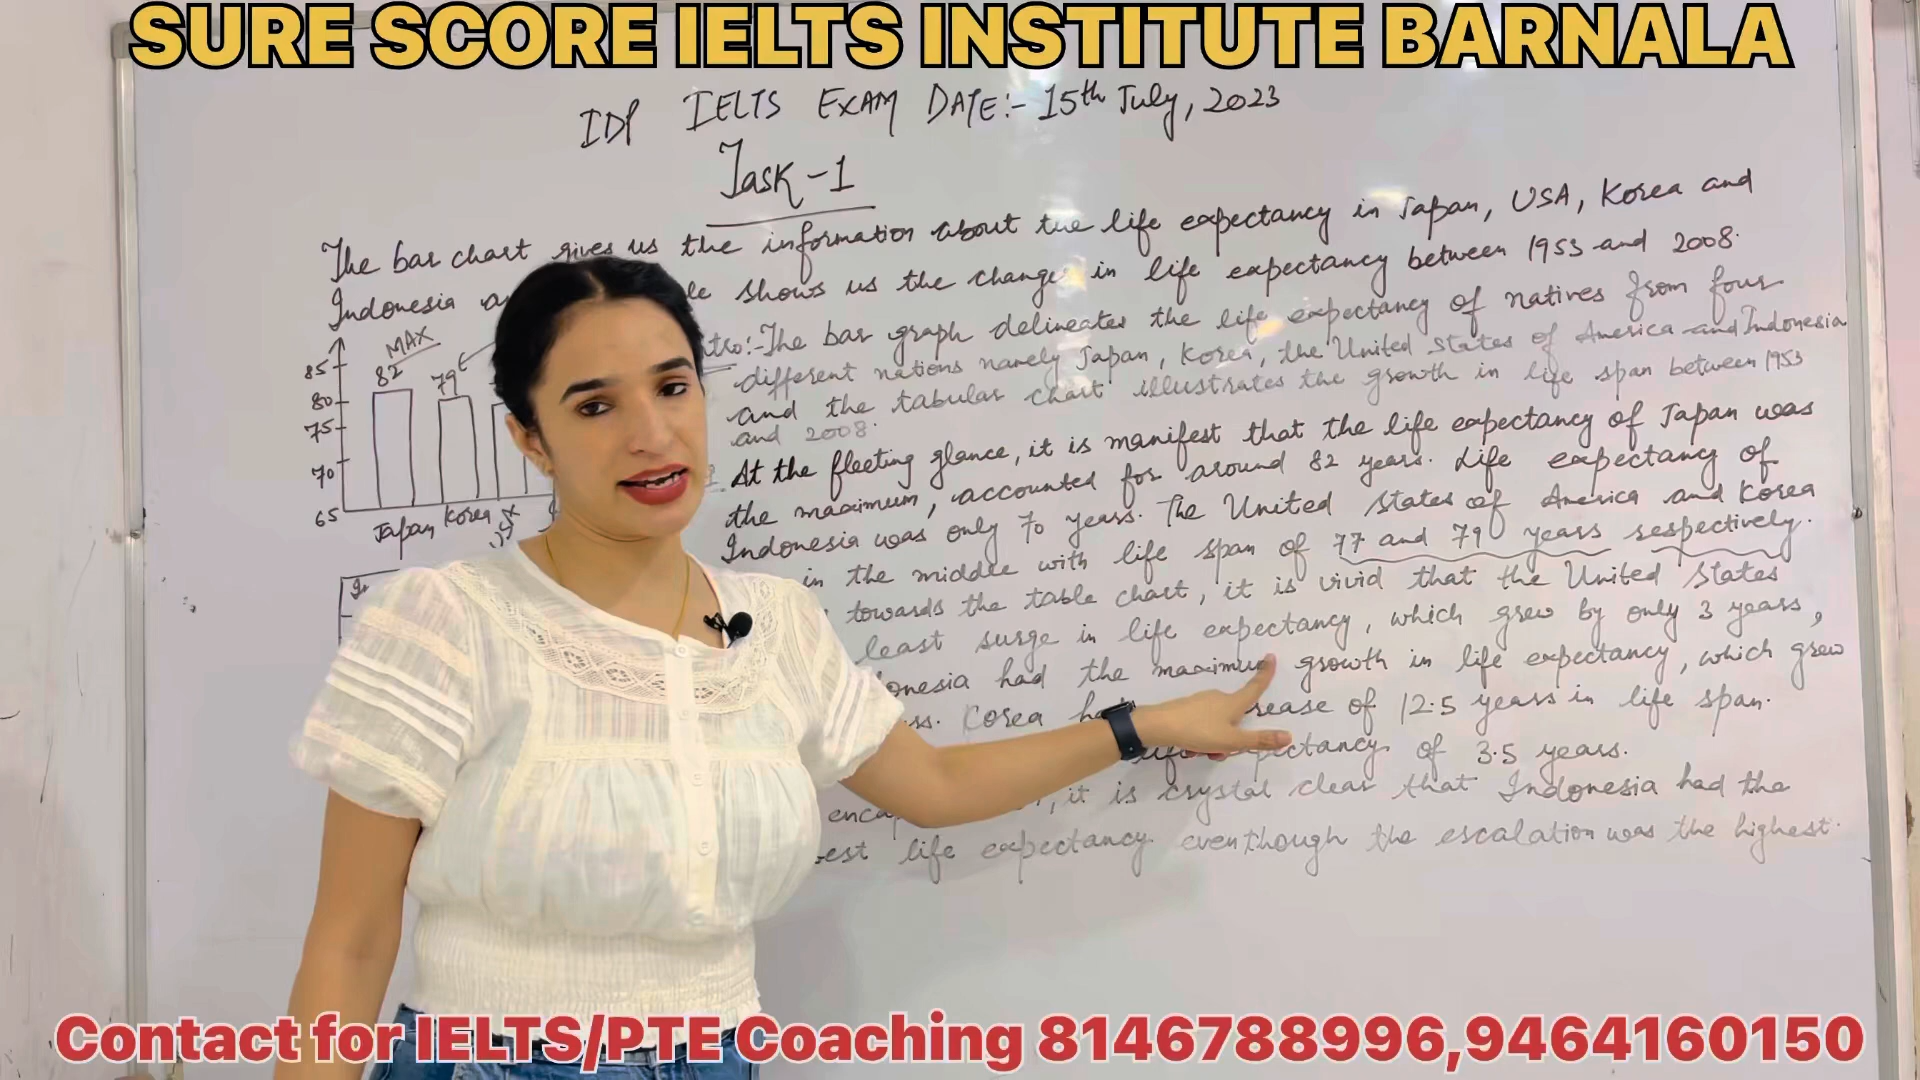 SURE SCORE IELTS INSTITUTE BARNALA
IDP IELTS EXAM DATE:- 15th July, 2023
Task-1
The bar chart gives us the information about the life expectancy in Japan, USA, Korea and
Indonesia shows us the changes in life expectancy between 1953 and 2008.
MAX
85
82
79
80
75
70
65
Japan Korea
:-The bar graph delineates the life expectancy of natives from four
different nations namely Japan, Korea, the United States of America and Indonesia
and the tabular chart illustrates the growth in life span between 1953
and 2008.
At the fleeting glance, it is manifest that the life expectancy of Japan was
the maximum, accounted for around 82 years. Life expectancy of
Indonesia was only 70 years. The United States of America and Korea
in the middle with life span of 77 and 79 years respectively.
towards the table chart, it is vivid that the United States
least surge in life expectancy, which grew by only 3 years,
had the maximum growth in life expectancy, which grew
Korea of 12.5 years in life span.
of 3.5 years.
, it is crystal clear that Indonesia had the
life expectancy eventhough the escalation was the highest.
Contact for IELTS/PTE Coaching 8146788996,9464160150